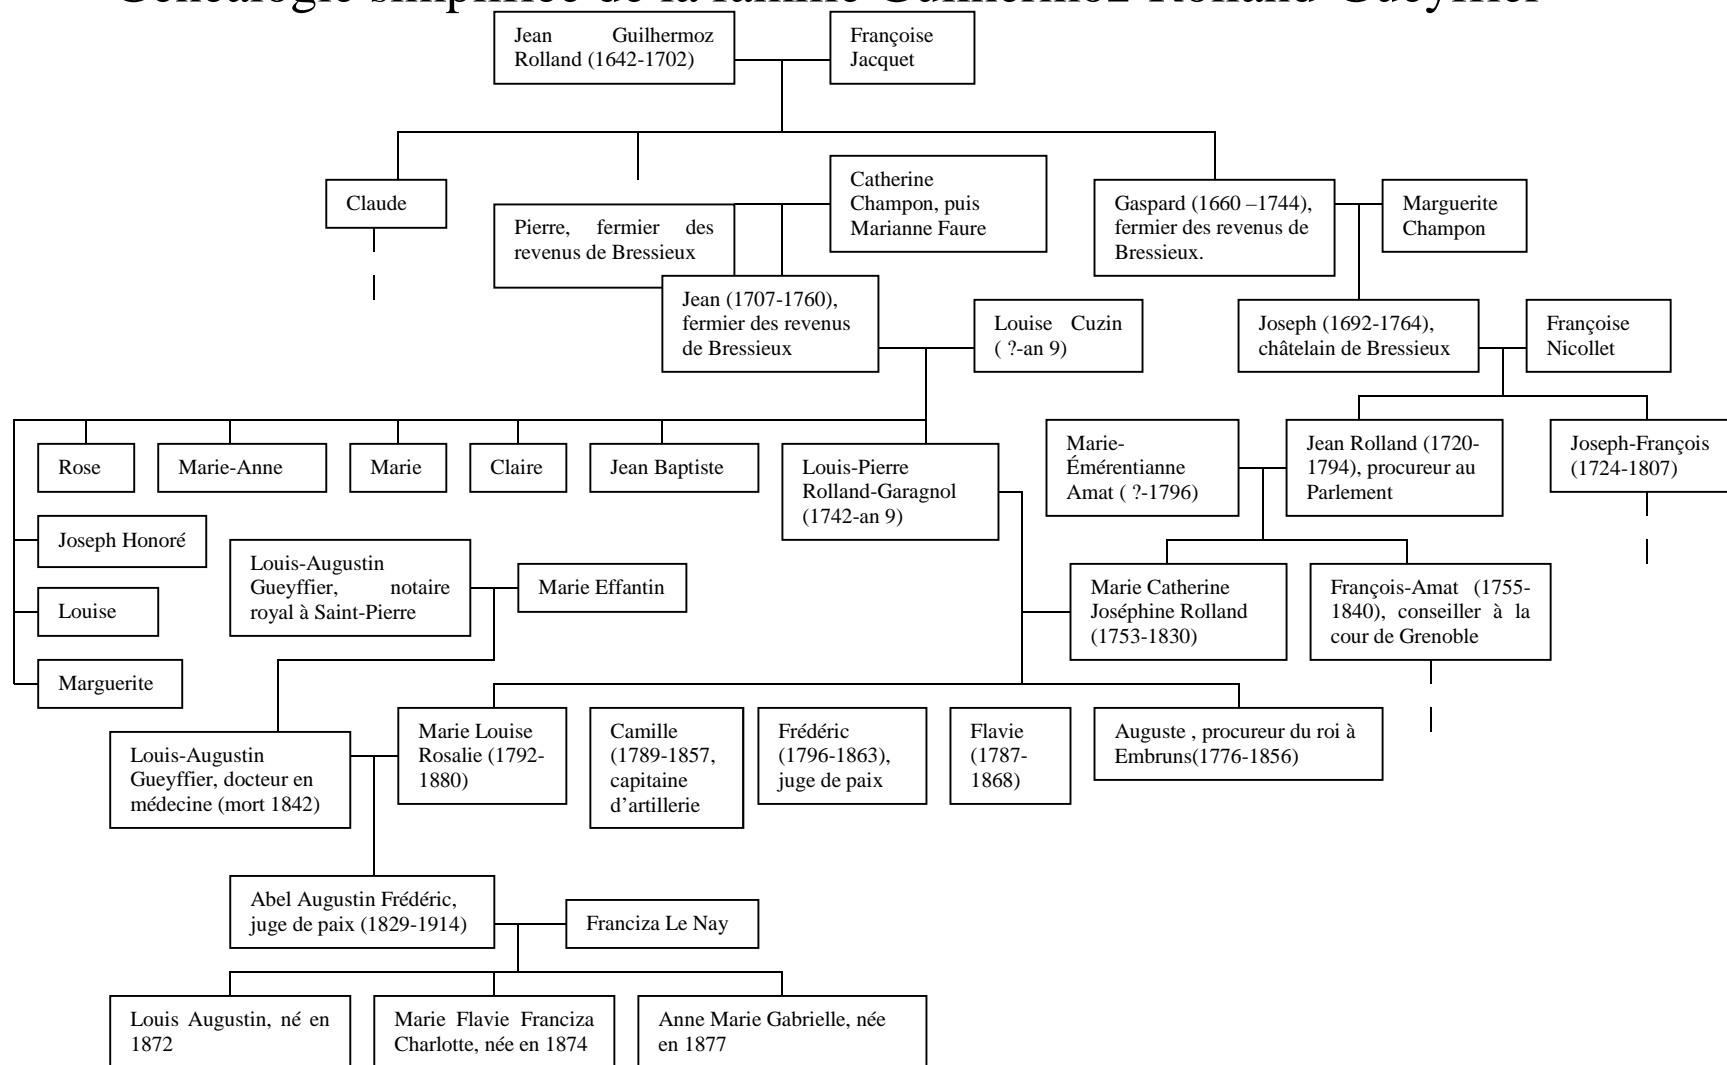 Généalogie simplifiée de la famille Guilhermoz-Rolland-Gueyffier
Jean Guilhermoz
Rolland (1642-1702)
Françoise
Jacquet
Claude
Pierre, fermier des
revenus de Bressieux
Catherine
Champon, puis
Marianne Faure
Gaspard (1660 –1744),
fermier des revenus de
Bressieux.
Marguerite
Champon
Jean (1707-1760),
fermier des revenus
de Bressieux
Louise Cuzin
( ?-an 9)
Joseph (1692-1764),
châtelain de Bressieux
Françoise
Nicollet
Rose
Marie-Anne
Marie
Claire
Jean Baptiste
Louis-Pierre
Rolland-Garagnol
(1742-an 9)
Marie-
Émérentianne
Amat ( ?-1796)
Jean Rolland (1720-
1794), procureur au
Parlement
Joseph-François
(1724-1807)
Joseph Honoré
Louise
Marguerite
Louis-Augustin
Gueyffier, notaire
royal à Saint-Pierre
Marie Effantin
Marie Catherine
Joséphine Rolland
(1753-1830)
François-Amat (1755-
1840), conseiller à la
cour de Grenoble
Louis-Augustin
Gueyffier, docteur en
médecine (mort 1842)
Marie Louise
Rosalie (1792-
1880)
Camille
(1789-1857,
capitaine
d’artillerie
Frédéric
(1796-1863),
juge de paix
Flavie
(1787-
1868)
Auguste , procureur du roi à
Embruns(1776-1856)
Abel Augustin Frédéric,
juge de paix (1829-1914)
Franciza Le Nay
Louis Augustin, né en
1872
Marie Flavie Franciza
Charlotte, née en 1874
Anne Marie Gabrielle, née
en 1877